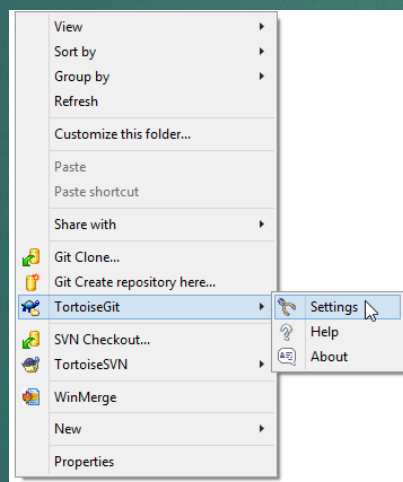 View
Sort by
Group by
Refresh
Customize this folder...
Paste
Paste shortcut
Share with
Git Clone...
Git Create repository here...
TortoiseGit
Settings
Help
About
SVN Checkout...
TortoiseSVN
WinMerge
New
Properties